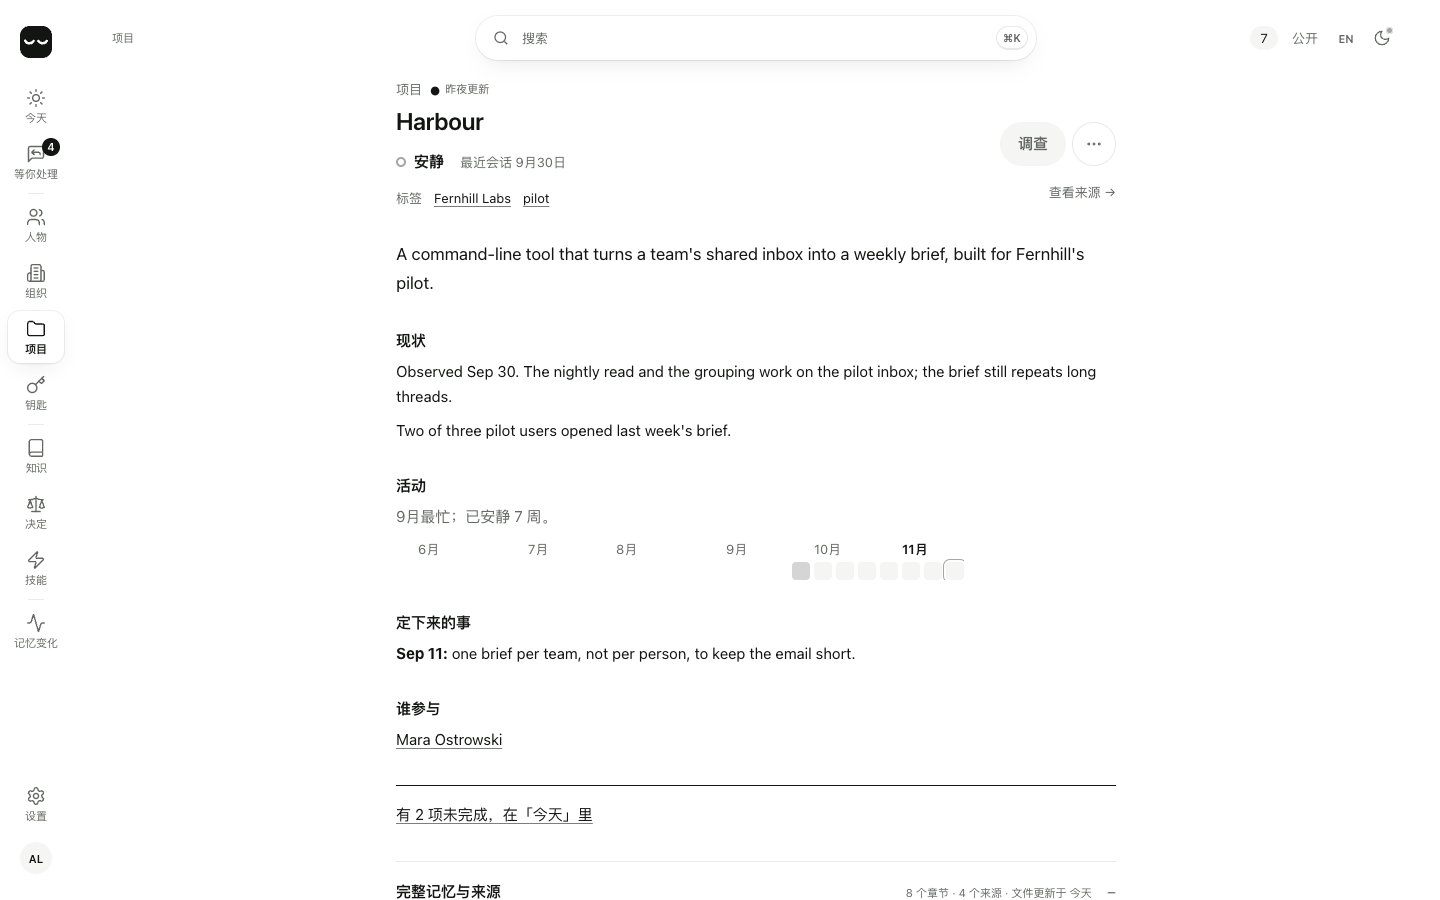 项目
搜索
⌘K
7
公开
EN
今天
4
等你处理
人物
组织
项目
钥匙
知识
决定
技能
记忆变化
设置
AL
项目 昨夜更新
Harbour
安静 最近会话 9月30日
标签 Fernhill Labs pilot
调查
查看来源 →
A command-line tool that turns a team's shared inbox into a weekly brief, built for Fernhill's
pilot.
现状
Observed Sep 30. The nightly read and the grouping work on the pilot inbox; the brief still repeats long
threads.
Two of three pilot users opened last week's brief.
活动
9月最忙；已安静 7 周。
6月 7月 8月 9月 10月 11月
定下来的事
Sep 11: one brief per team, not per person, to keep the email short.
谁参与
Mara Ostrowski
有 2 项未完成，在「今天」里
完整记忆与来源
8 个章节 · 4 个来源 · 文件更新于 今天 –